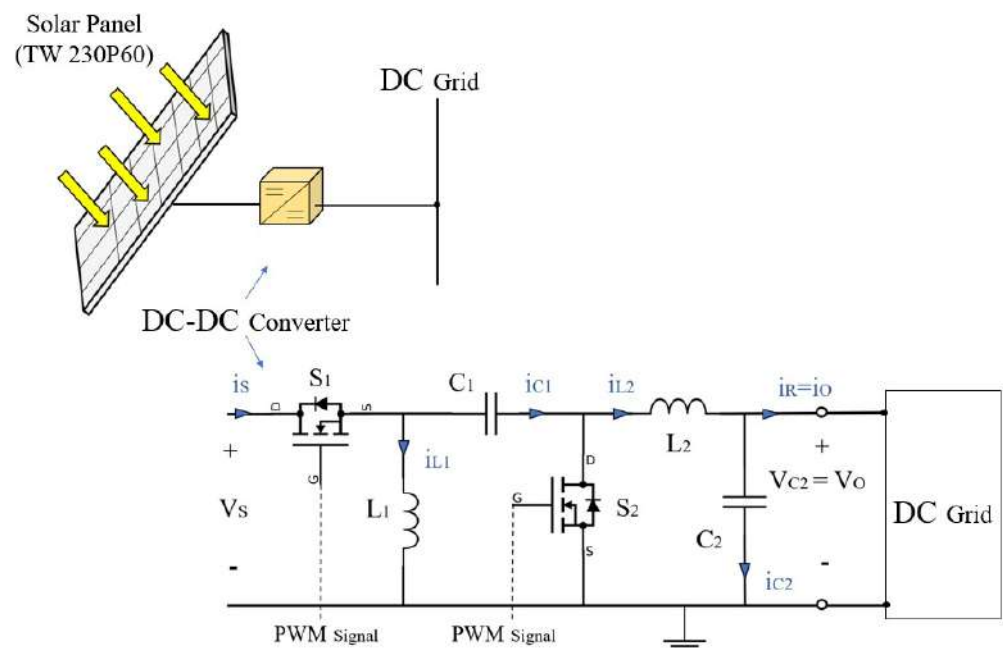 Solar Panel
(TW 230P60)
DC Grid
DC-DC Converter
iS
D
S1
S
G
C1
iC1
iL2
L2
iR=iO
+
VS
-
iL1
L1
D
G
S2
S
C2
iC2
+
VC2 = VO
-
DC Grid
PWM Signal
PWM Signal